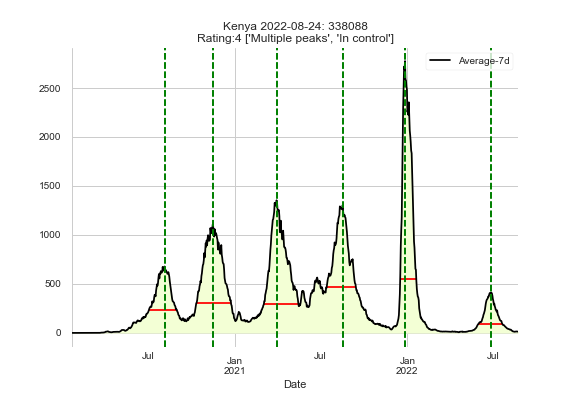 Kenya 2022-08-24: 338088
Rating:4 ['Multiple peaks', 'In control']
Average-7d
2500
2000
1500
1000
500
0
Jul
Jan
2021
Jul
Jan
2022
Jul
Date